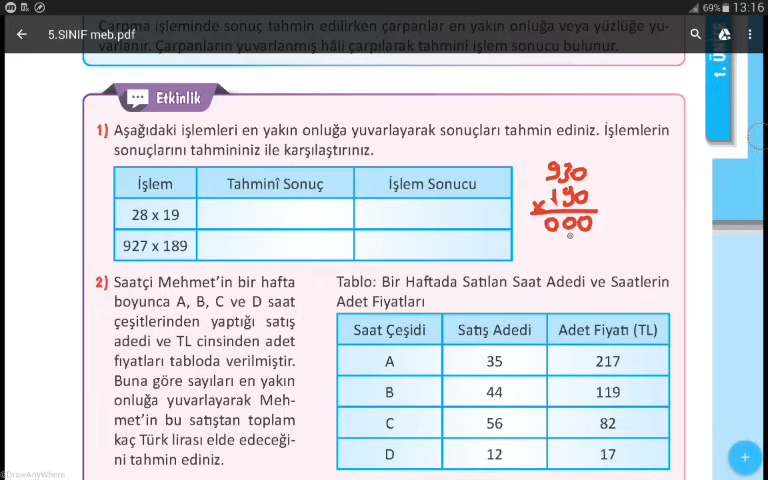 69% 13:16
Çarpma işleminde sonuç tahmin edilirken çarpanlar en yakın onluğa veya yüzlüğe yu-
varlanır. Çarpanların yuvarlanmış hâli çarpılarak tahminî işlem sonucu bulunur.
5.SINIF meb.pdf
1. ÜNİTE
Etkinlik
1) Aşağıdaki işlemleri en yakın onluğa yuvarlayarak sonuçları tahmin ediniz. İşlemlerin
sonuçlarını tahmininiz ile karşılaştırınız.
İşlem Tahminî Sonuç İşlem Sonucu
28 x 19
927 x 189
930
x 190
000
2) Saatçi Mehmet'in bir hafta
boyunca A, B, C ve D saat
çeşitlerinden yaptığı satış
adedi ve TL cinsinden adet
fiyatları tabloda verilmiştir.
Buna göre sayıları en yakın
onluğa yuvarlayarak Meh-
met'in bu satıştan toplam
kaç Türk lirası elde edeceği-
ni tahmin ediniz.
Tablo: Bir Haftada Satılan Saat Adedi ve Saatlerin
Adet Fiyatları
Saat Çeşidi Satış Adedi Adet Fiyatı (TL)
A 35 217
B 44 119
C 56 82
D 12 17
@DrawAnyWhere